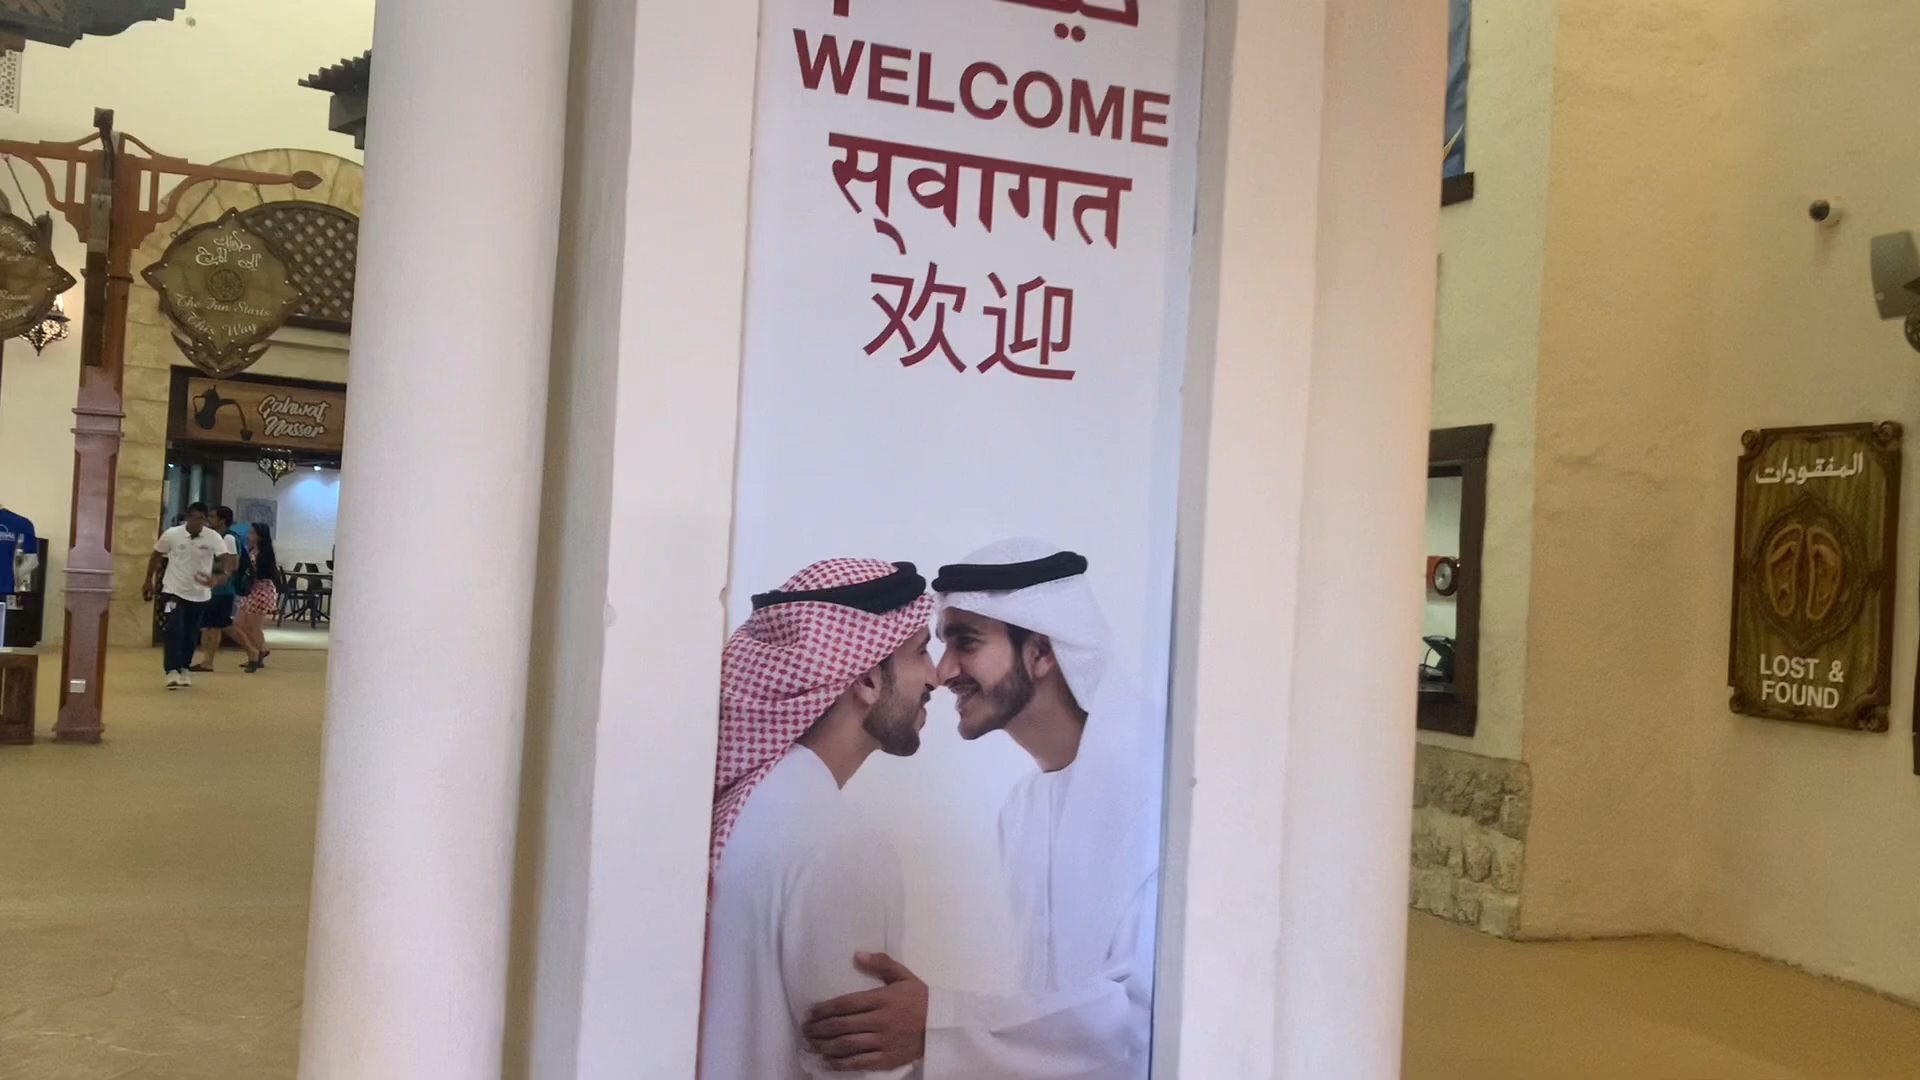 WELCOME
स्वागत
欢迎
The Fun Starts
This Way
Gahwat
Nasser
المفقودات
LOST &
FOUND